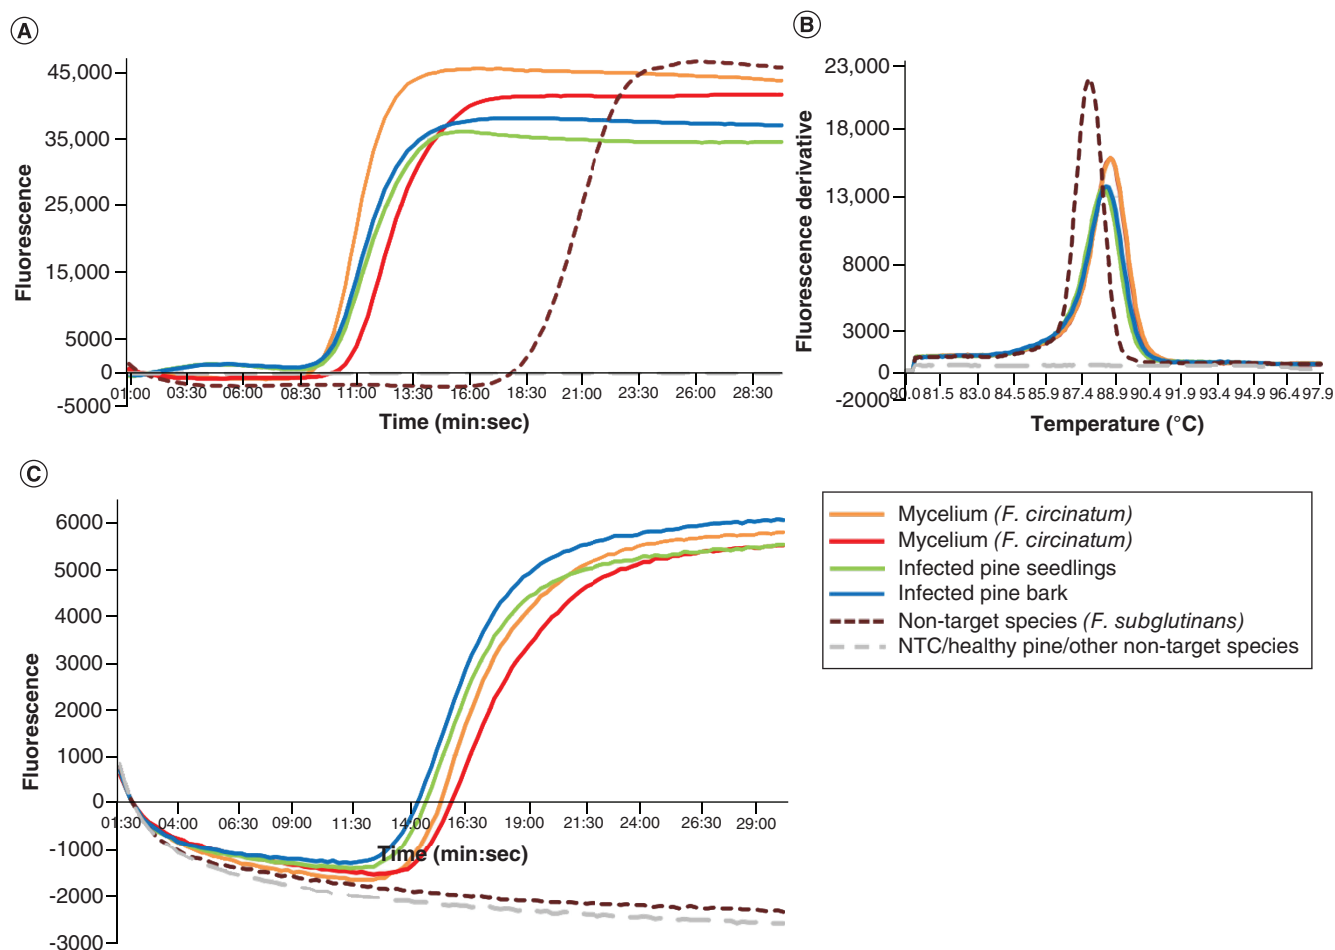 A
45,000
35,000
25,000
15,000
5000
0
-5000
Fluorescence
01:00 03:30 06:00 08:30 11:00 13:30 16:00 18:30 21:00 23:30 26:00 28:30
Time (min:sec)
B
23,000
18,000
13,000
8000
3000
0
-2000
Fluorescence derivative
80.0 81.5 83.0 84.5 85.9 87.4 88.9 90.4 91.9 93.4 94.9 96.4 97.9
Temperature (°C)
C
6000
5000
4000
3000
2000
1000
0
-1000
-2000
-3000
Fluorescence
01:30 04:00 06:30 09:00 11:30 14:00 16:30 19:00 21:30 24:00 26:30 29:00
Time (min:sec)
Mycelium (F. circinatum)
Mycelium (F. circinatum)
Infected pine seedlings
Infected pine bark
Non-target species (F. subglutinans)
NTC/healthy pine/other non-target species